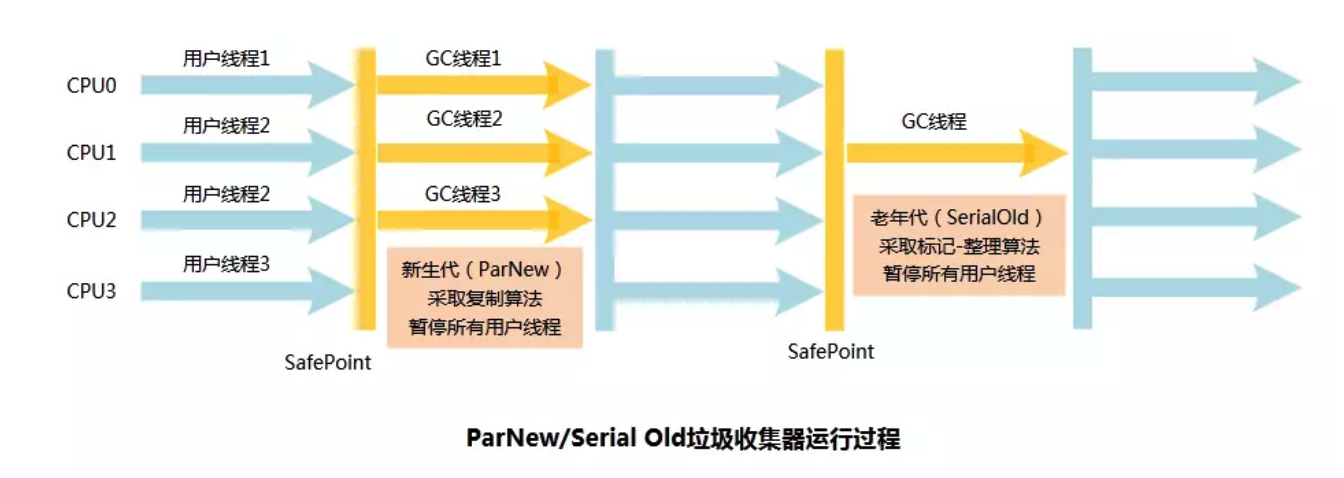 用户线程1
GC线程1
CPU0
用户线程2
GC线程2
GC线程
CPU1
用户线程2
GC线程3
CPU2
老年代（SerialOld）
采取标记-整理算法
暂停所有用户线程
用户线程3
CPU3
新生代（ParNew）
采取复制算法
暂停所有用户线程
SafePoint
SafePoint
ParNew/Serial Old垃圾收集器运行过程